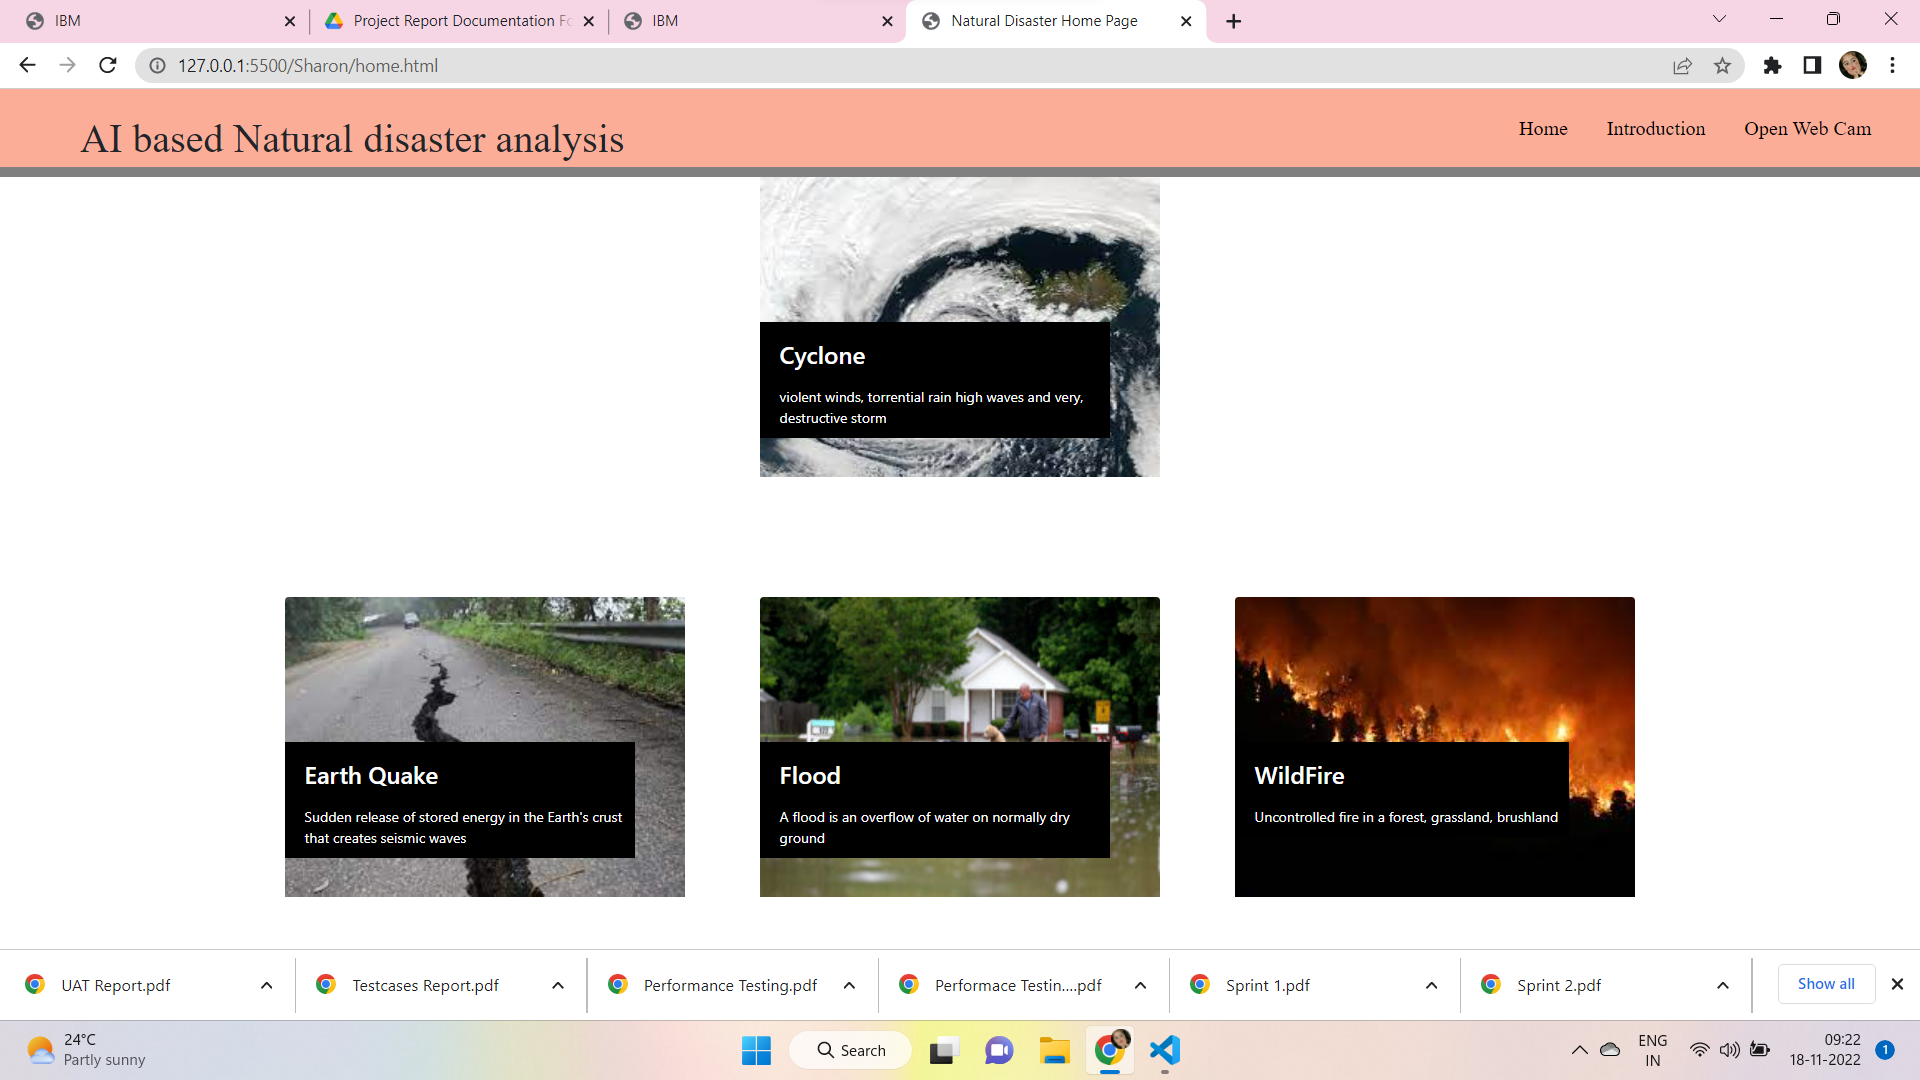 IBM
Project Report Documentation Fo
IBM
Natural Disaster Home Page
127.0.0.1:5500/Sharon/home.html
AI based Natural disaster analysis
Home
Introduction
Open Web Cam
Cyclone
violent winds, torrential rain high waves and very,
destructive storm
Earth Quake
Sudden release of stored energy in the Earth's crust
that creates seismic waves
Flood
A flood is an overflow of water on normally dry
ground
WildFire
Uncontrolled fire in a forest, grassland, brushland
UAT Report.pdf
Testcases Report.pdf
Performance Testing.pdf
Performace Testin....pdf
Sprint 1.pdf
Sprint 2.pdf
Show all
24°C
Partly sunny
Search
ENG
IN
09:22
18-11-2022
1